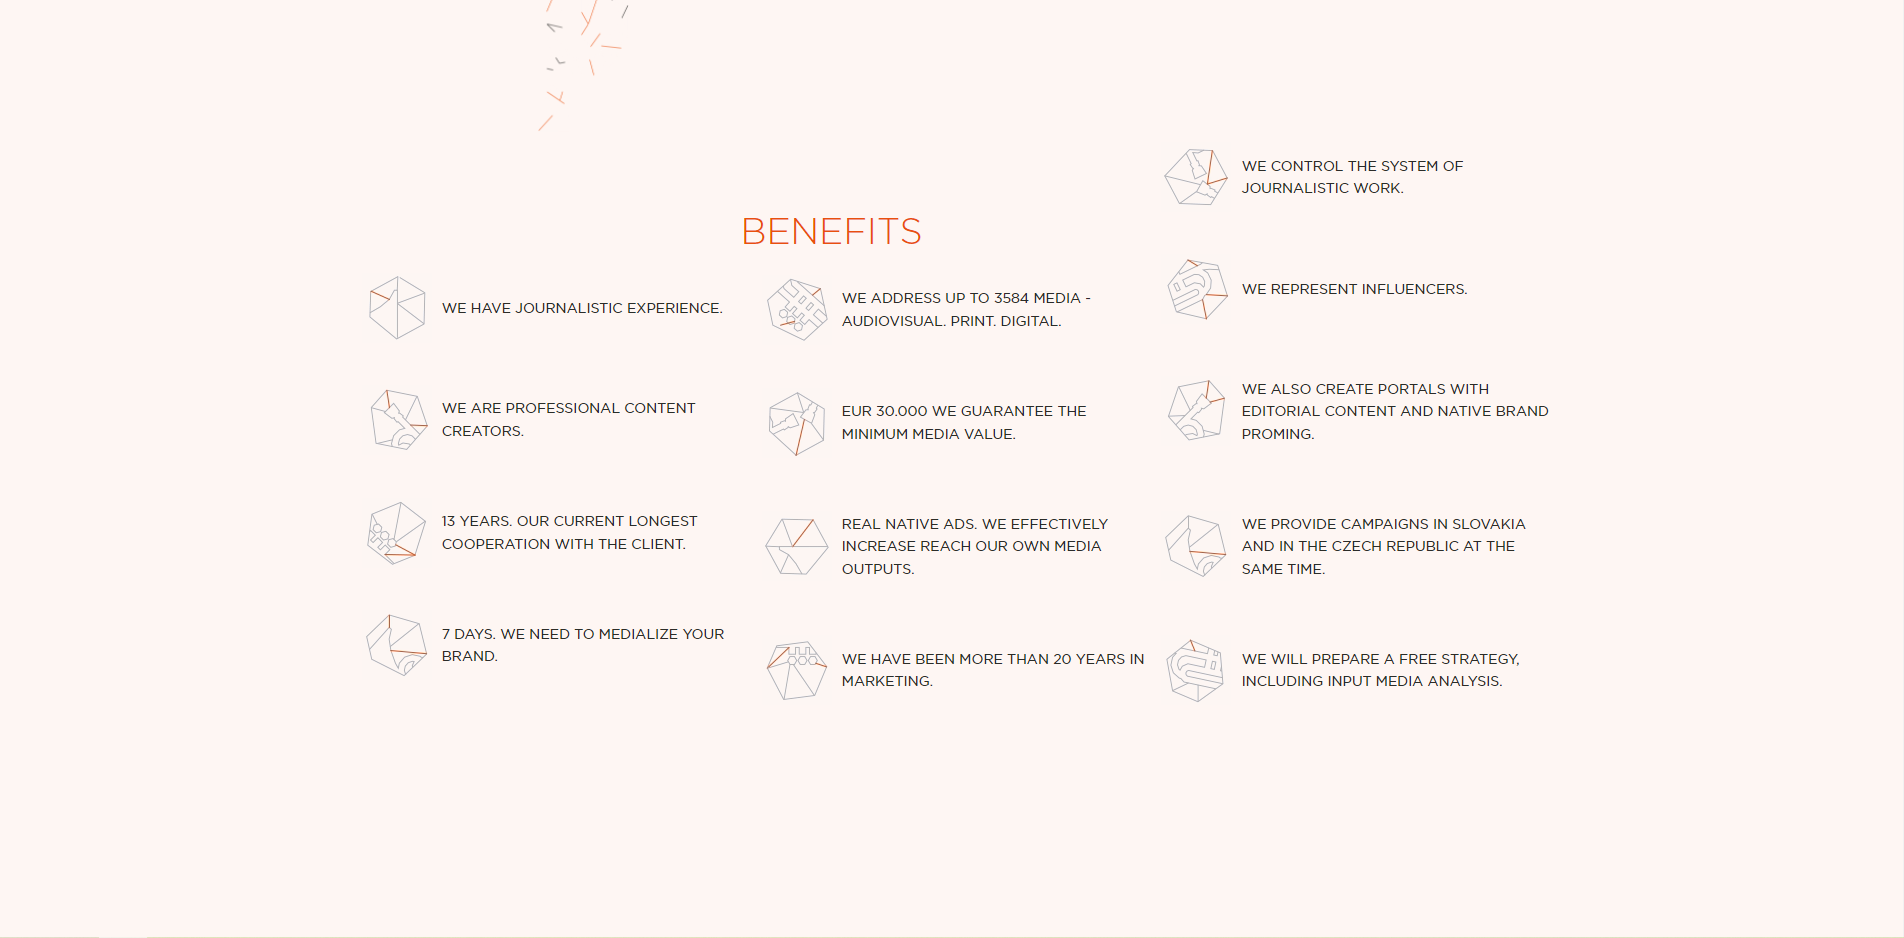 BENEFITS
WE HAVE JOURNALISTIC EXPERIENCE.
WE ARE PROFESSIONAL CONTENT
CREATORS.
13 YEARS. OUR CURRENT LONGEST
COOPERATION WITH THE CLIENT.
7 DAYS. WE NEED TO MEDIALIZE YOUR
BRAND.
WE ADDRESS UP TO 3584 MEDIA -
AUDIOVISUAL. PRINT. DIGITAL.
EUR 30.000 WE GUARANTEE THE
MINIMUM MEDIA VALUE.
REAL NATIVE ADS. WE EFFECTIVELY
INCREASE REACH OUR OWN MEDIA
OUTPUTS.
WE HAVE BEEN MORE THAN 20 YEARS IN
MARKETING.
WE CONTROL THE SYSTEM OF
JOURNALISTIC WORK.
WE REPRESENT INFLUENCERS.
WE ALSO CREATE PORTALS WITH
EDITORIAL CONTENT AND NATIVE BRAND
PROMING.
WE PROVIDE CAMPAIGNS IN SLOVAKIA
AND IN THE CZECH REPUBLIC AT THE
SAME TIME.
WE WILL PREPARE A FREE STRATEGY,
INCLUDING INPUT MEDIA ANALYSIS.